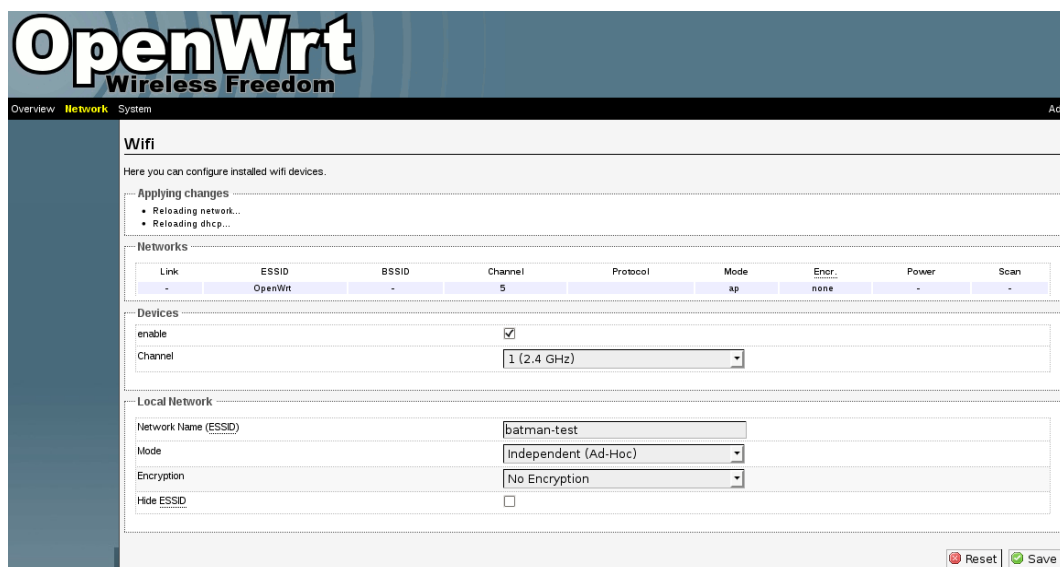 OpenWrt
Wireless Freedom
Overview Network System Ad
Wifi
Here you can configure installed wifi devices.
Applying changes
Reloading network...
Reloading dhcp...
Networks
Link ESSID BSSID Channel Protocol Mode Encr. Power Scan
- OpenWrt - 5 ap none - -
Devices
enable
Channel 1 (2.4 GHz)
Local Network
Network Name (ESSID) batman-test
Mode Independent (Ad-Hoc)
Encryption No Encryption
Hide ESSID
Reset Save